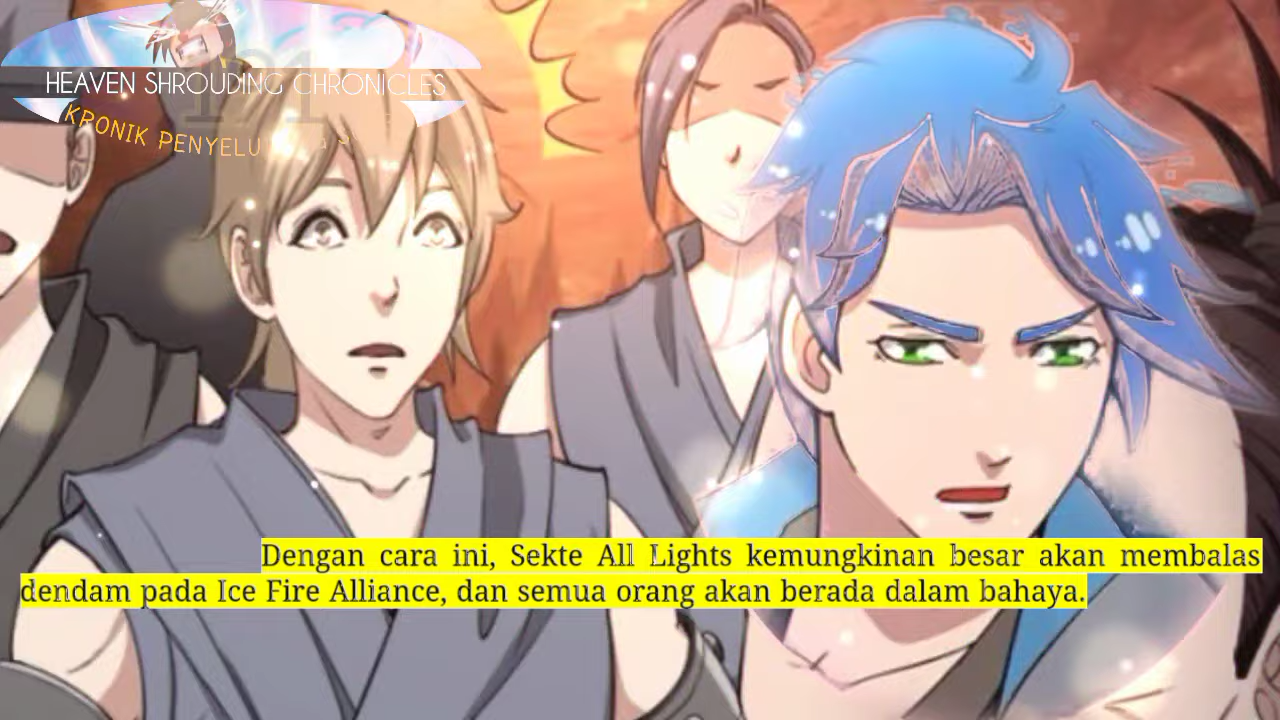 HEAVEN SHROUDING CHRONICLES
KRONIK PENYELU
Dengan cara ini, Sekte All Lights kemungkinan besar akan membalas
dendam pada Ice Fire Alliance, dan semua orang akan berada dalam bahaya.